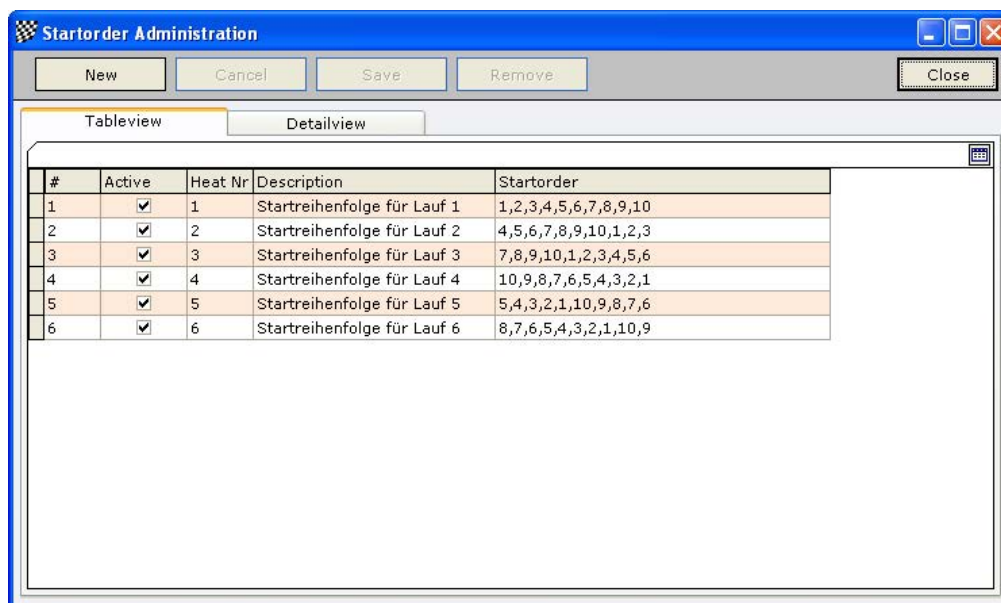 Startorder Administration
New Cancel Save Remove Close
Tableview Detailview
# Active Heat Nr Description Startorder
1 1 Startreihenfolge für Lauf 1 1,2,3,4,5,6,7,8,9,10
2 2 Startreihenfolge für Lauf 2 4,5,6,7,8,9,10,1,2,3
3 3 Startreihenfolge für Lauf 3 7,8,9,10,1,2,3,4,5,6
4 4 Startreihenfolge für Lauf 4 10,9,8,7,6,5,4,3,2,1
5 5 Startreihenfolge für Lauf 5 5,4,3,2,1,10,9,8,7,6
6 6 Startreihenfolge für Lauf 6 8,7,6,5,4,3,2,1,10,9